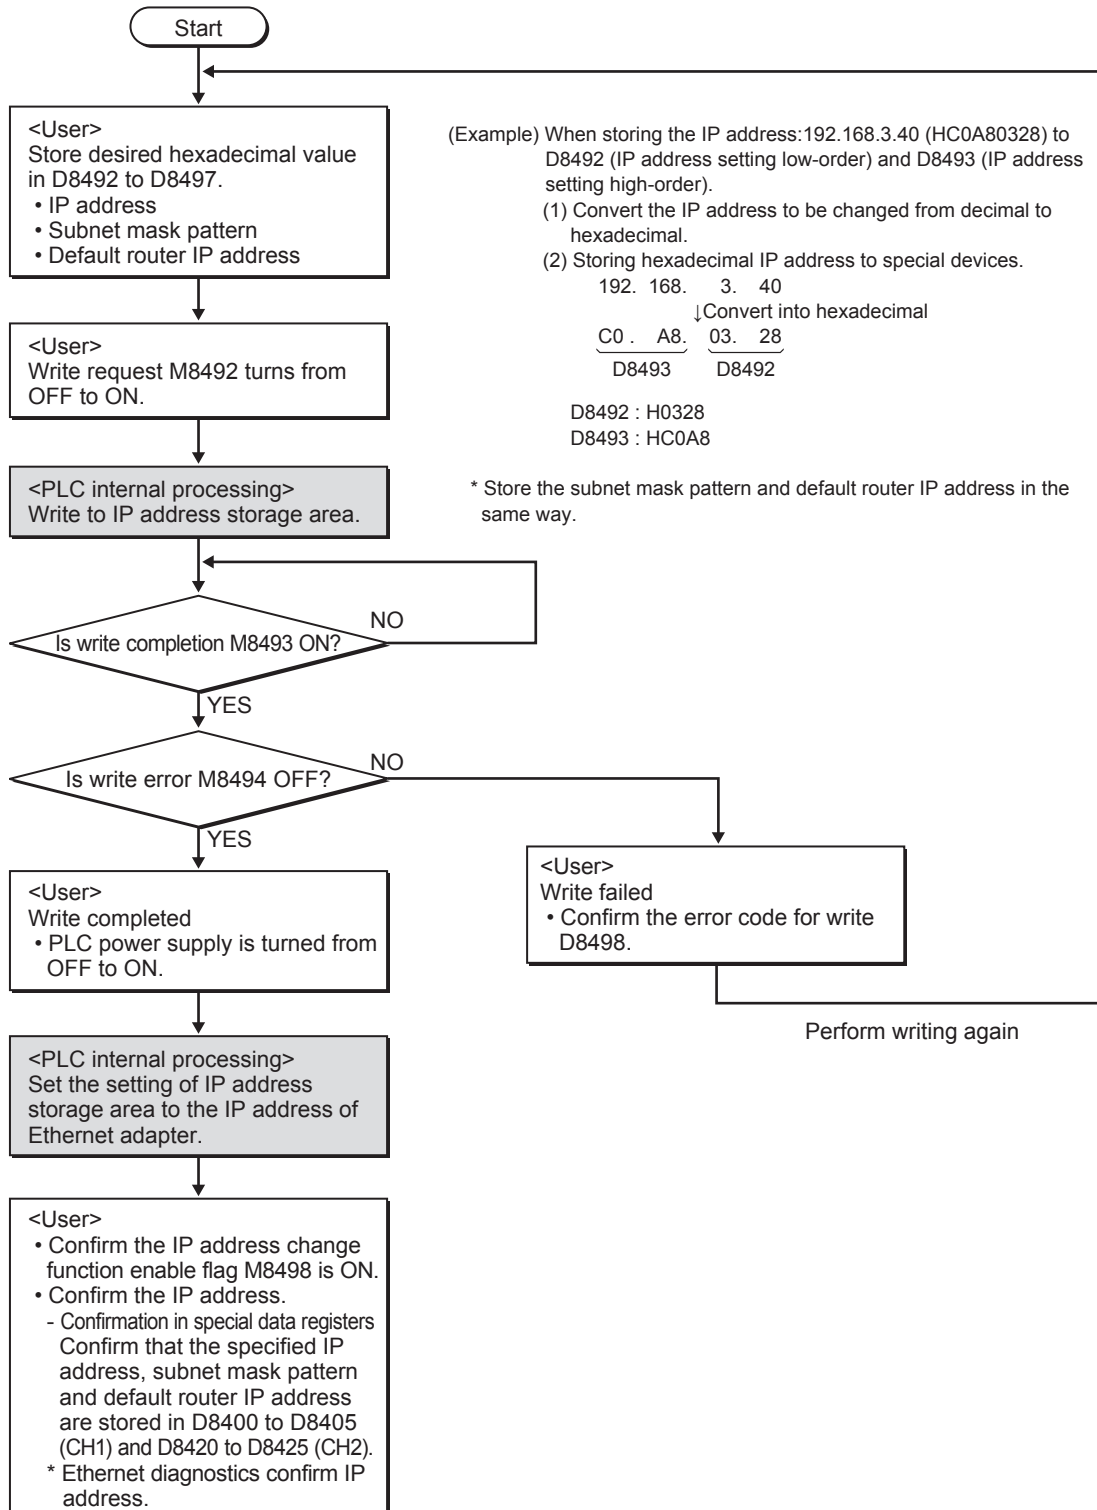 Start
<User>
Store desired hexadecimal value
in D8492 to D8497.
• IP address
• Subnet mask pattern
• Default router IP address
(Example) When storing the IP address:192.168.3.40 (HC0A80328) to
D8492 (IP address setting low-order) and D8493 (IP address
setting high-order).
(1) Convert the IP address to be changed from decimal to
hexadecimal.
(2) Storing hexadecimal IP address to special devices.
192. 168. 3. 40
↓Convert into hexadecimal
C0 . A8. 03. 28
D8493 D8492
D8492 : H0328
D8493 : HC0A8
* Store the subnet mask pattern and default router IP address in the
same way.
<User>
Write request M8492 turns from
OFF to ON.
<PLC internal processing>
Write to IP address storage area.
Is write completion M8493 ON?
NO
YES
Is write error M8494 OFF?
NO
YES
<User>
Write completed
• PLC power supply is turned from
OFF to ON.
<User>
Write failed
• Confirm the error code for write
D8498.
Perform writing again
<PLC internal processing>
Set the setting of IP address
storage area to the IP address of
Ethernet adapter.
<User>
• Confirm the IP address change
function enable flag M8498 is ON.
• Confirm the IP address.
- Confirmation in special data registers
Confirm that the specified IP
address, subnet mask pattern
and default router IP address
are stored in D8400 to D8405
(CH1) and D8420 to D8425 (CH2).
* Ethernet diagnostics confirm IP
address.